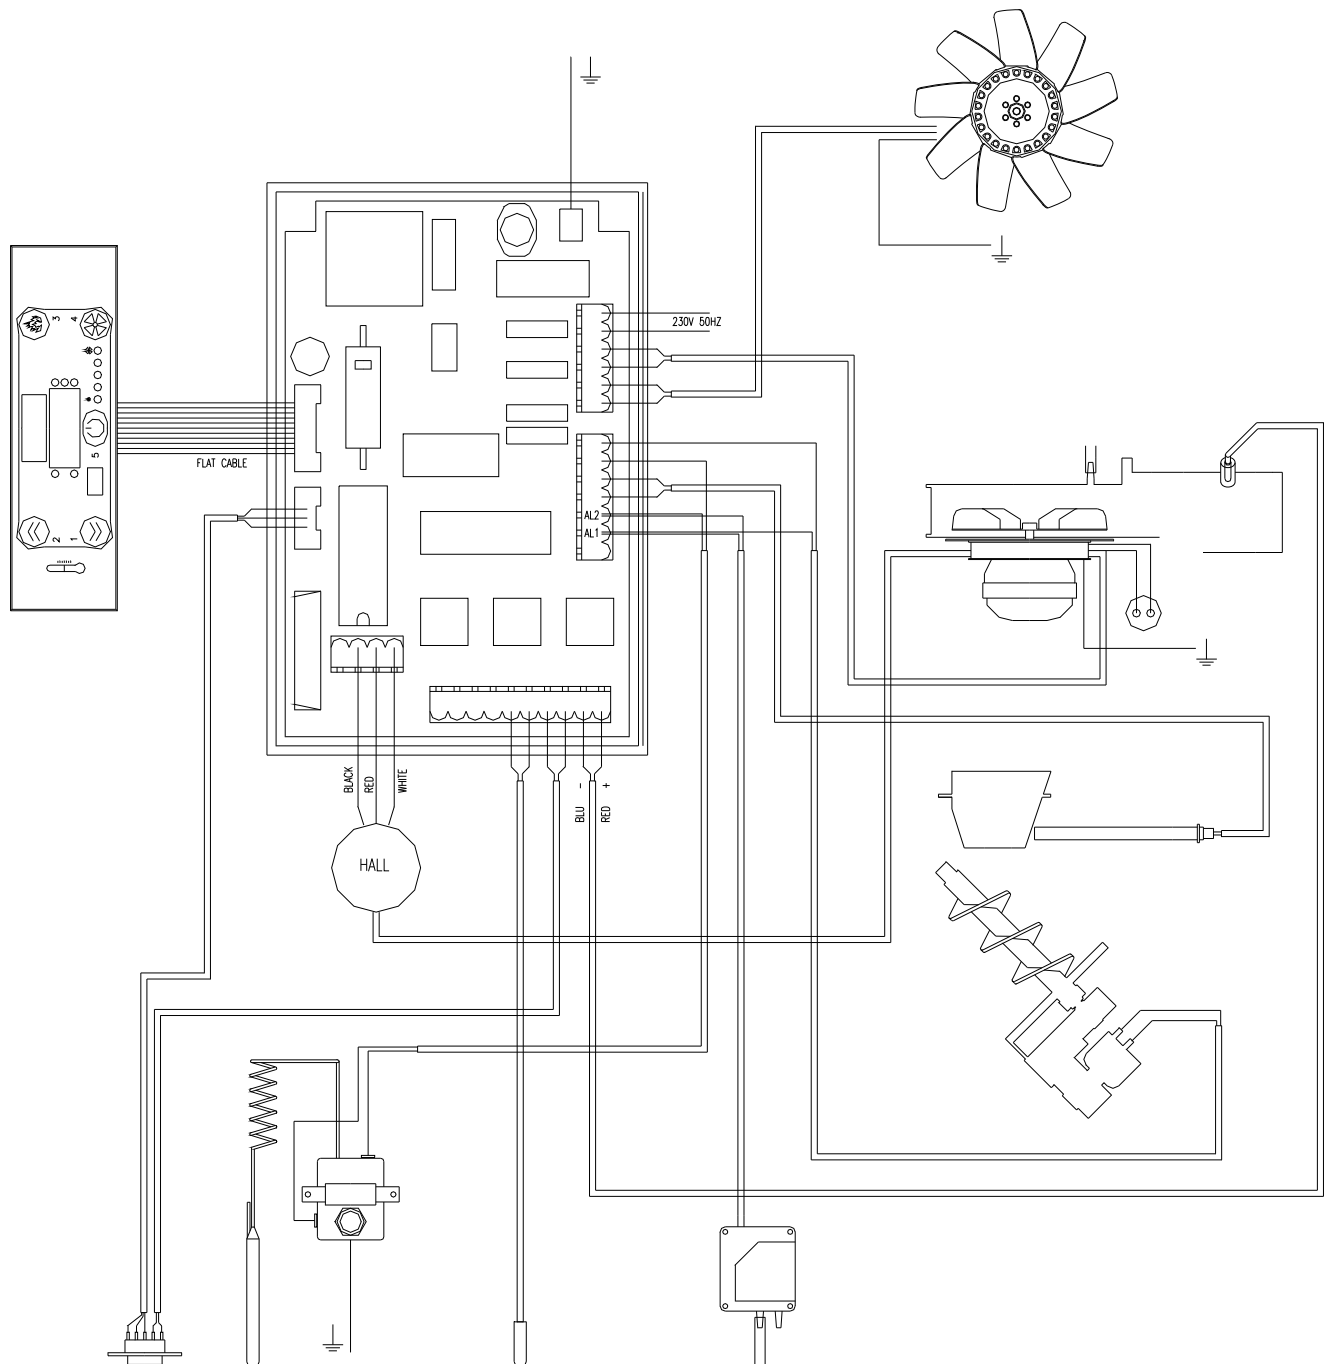 230V 50HZ
3
4
FLAT CABLE
5
2
1
AL2
AL1
BLACK
RED
WHITE
BLU -
RED +
HALL